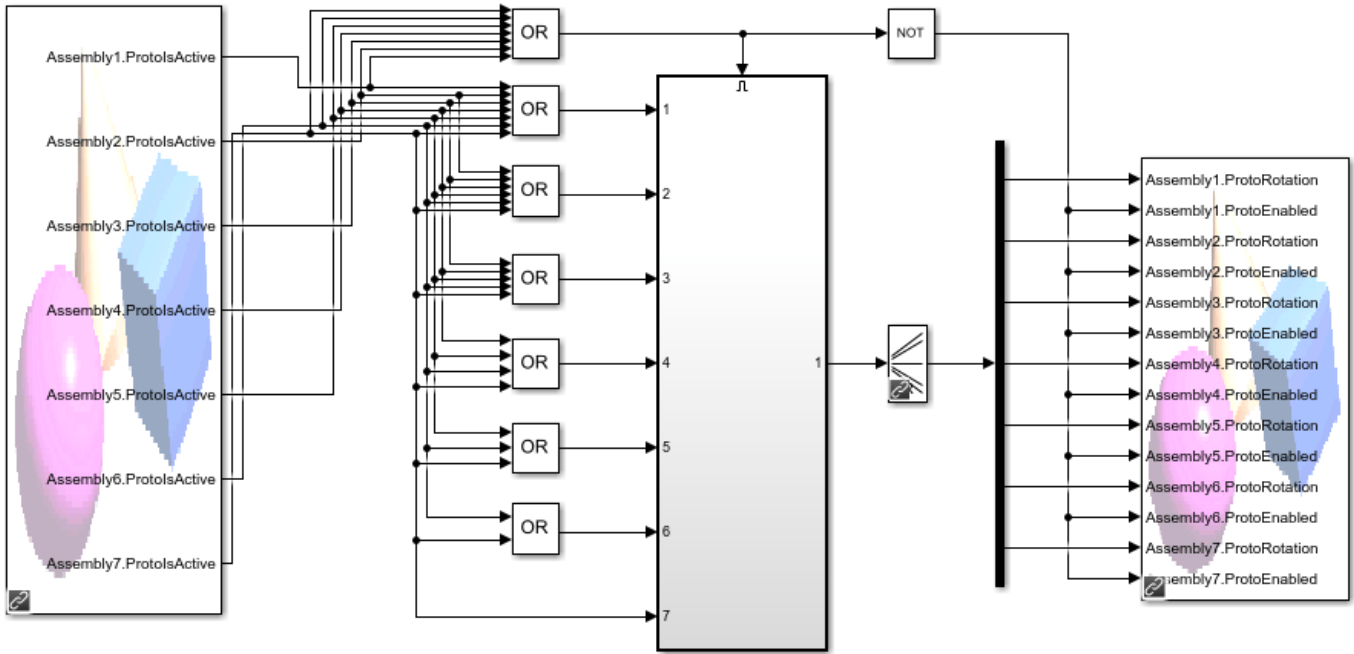 Assembly1.ProtoIsActive
Assembly2.ProtoIsActive
Assembly3.ProtoIsActive
Assembly4.ProtoIsActive
Assembly5.ProtoIsActive
Assembly6.ProtoIsActive
Assembly7.ProtoIsActive
OR
OR
OR
OR
OR
OR
OR
1
2
3
4
5
6
7
1
NOT
Assembly1.ProtoRotation
Assembly1.ProtoEnabled
Assembly2.ProtoRotation
Assembly2.ProtoEnabled
Assembly3.ProtoRotation
Assembly3.ProtoEnabled
Assembly4.ProtoRotation
Assembly4.ProtoEnabled
Assembly5.ProtoRotation
Assembly5.ProtoEnabled
Assembly6.ProtoRotation
Assembly6.ProtoEnabled
Assembly7.ProtoRotation
Assembly7.ProtoEnabled